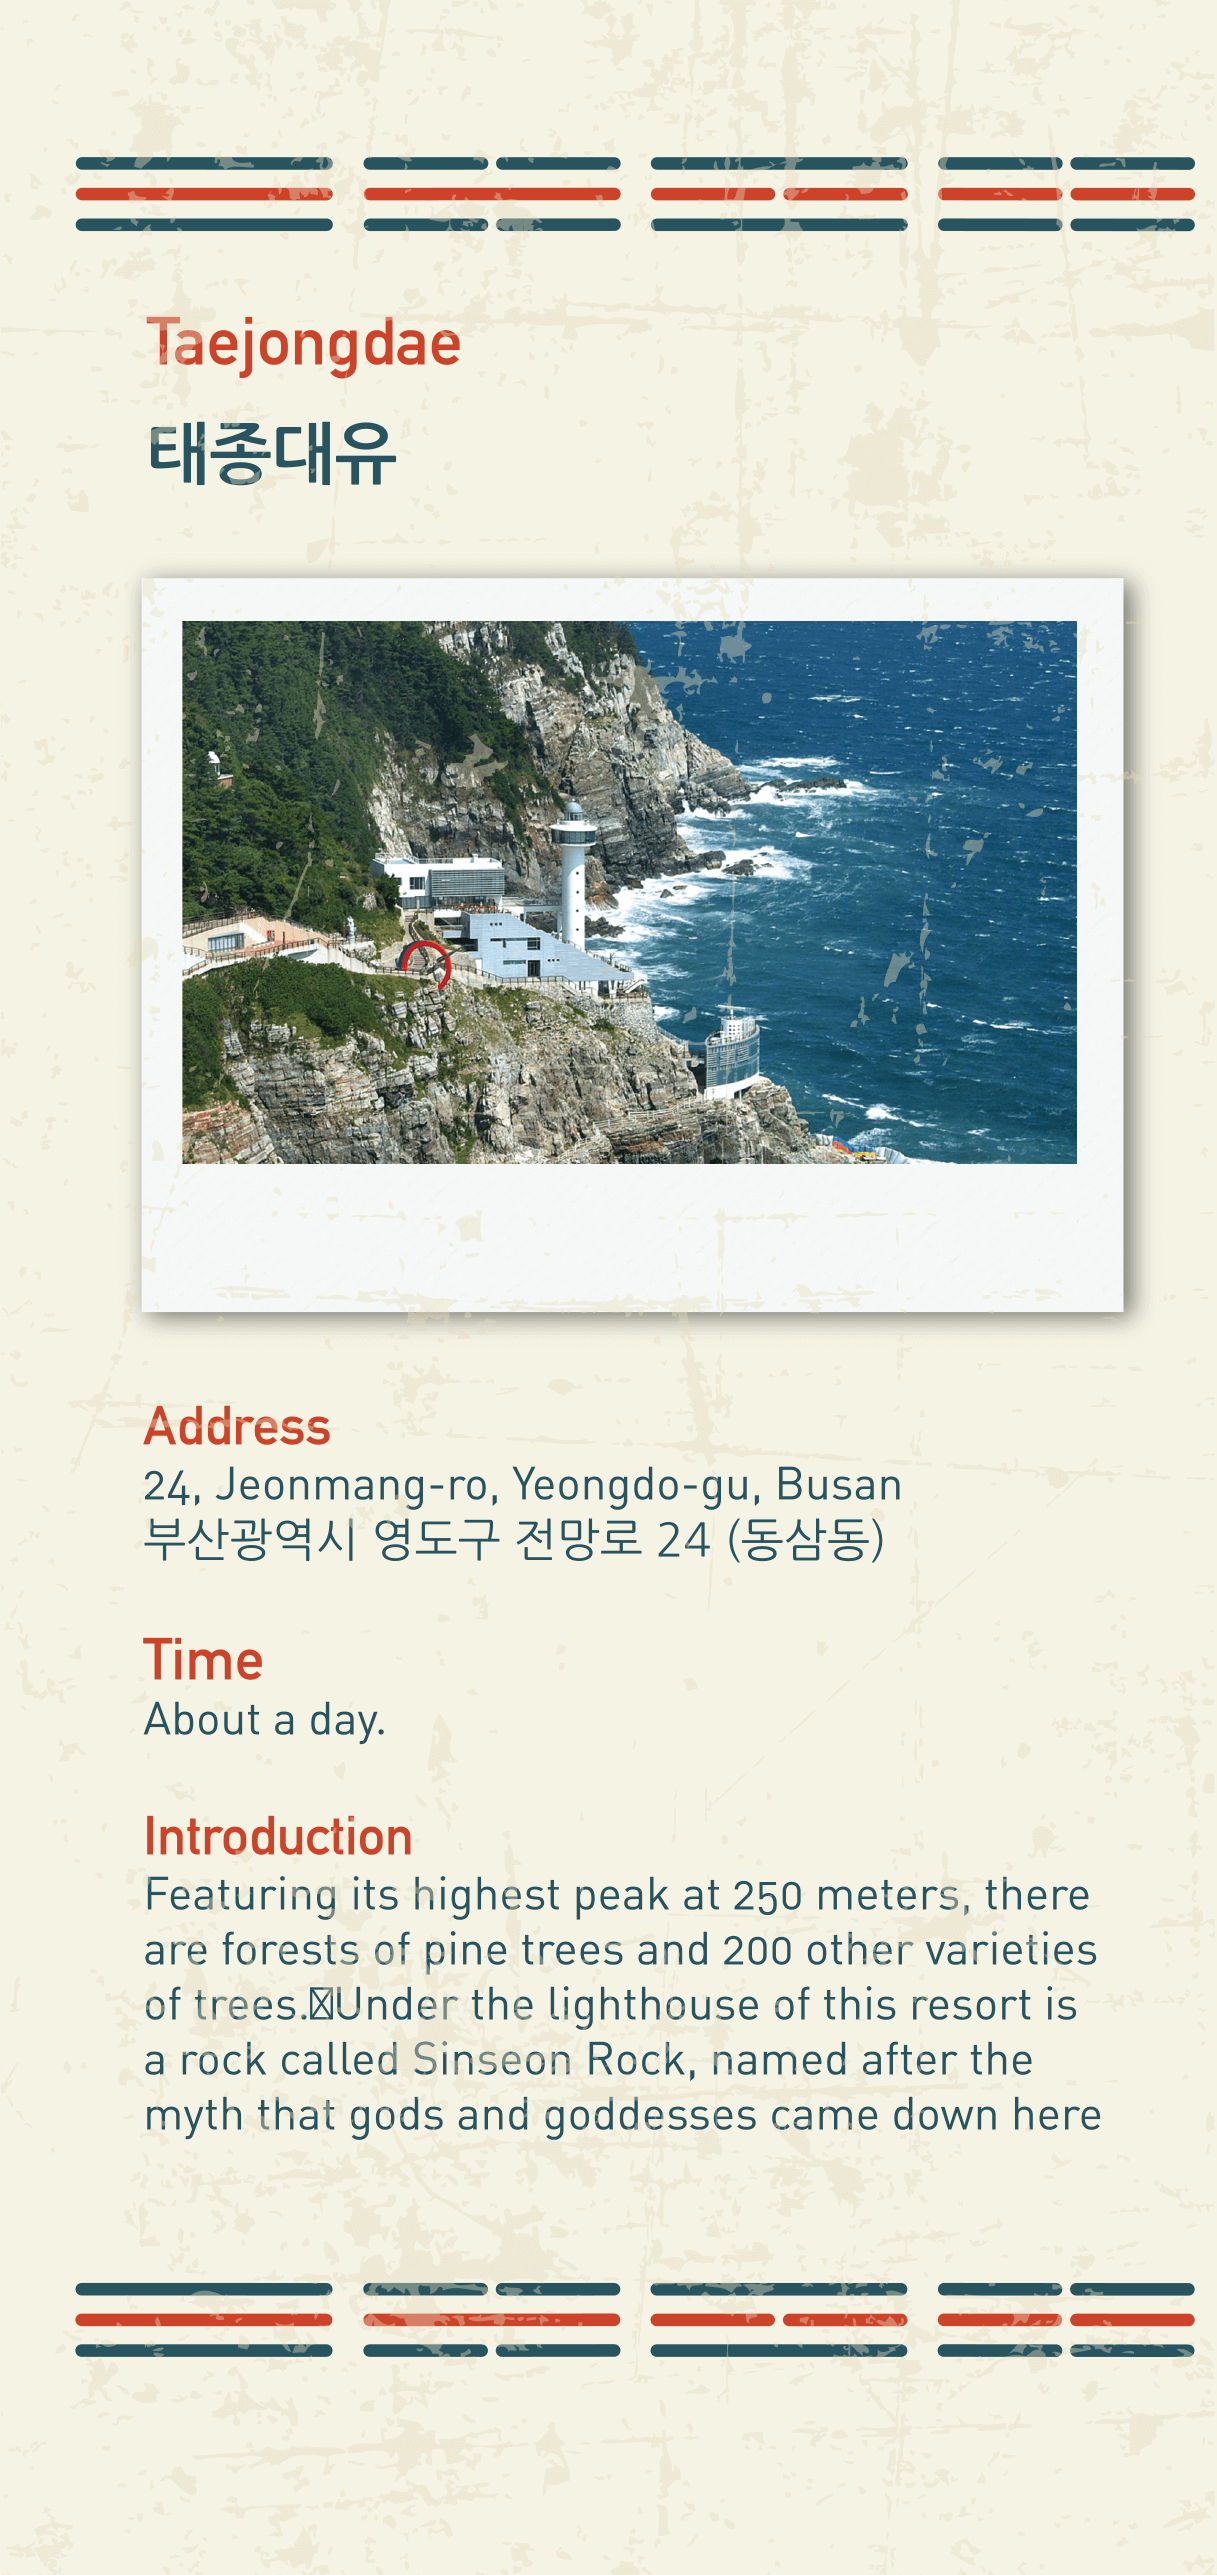 Taejongdae
태종대유
Address
24, Jeonmang-ro, Yeongdo-gu, Busan
부산광역시 영도구 전망로 24 (동삼동)
Time
About a day.
Introduction
Featuring its highest peak at 250 meters, there
are forests of pine trees and 200 other varieties
of trees.Under the lighthouse of this resort is
a rock called Sinseon Rock, named after the
myth that gods and goddesses came down here